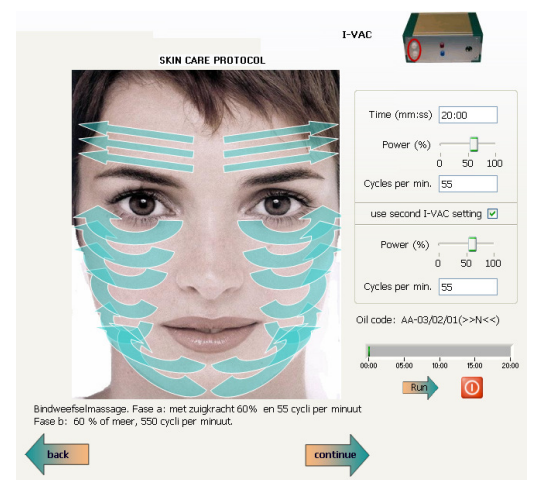 I-VAC
SKIN CARE PROTOCOL
Time (mm:ss) 20:00
Power (%)
0 50 100
Cycles per min. 55
use second I-VAC setting
Power (%)
0 50 100
Cycles per min. 55
Oil code: AA-03/02/01(>>N<<)
00:00 05:00 10:00 15:00 20:00
Run
Bindweefselmassage. Fase a: met zuigkracht 60% en 55 cycli per minuut
Fase b: 60 % of meer, 550 cycli per minuut.
back continue